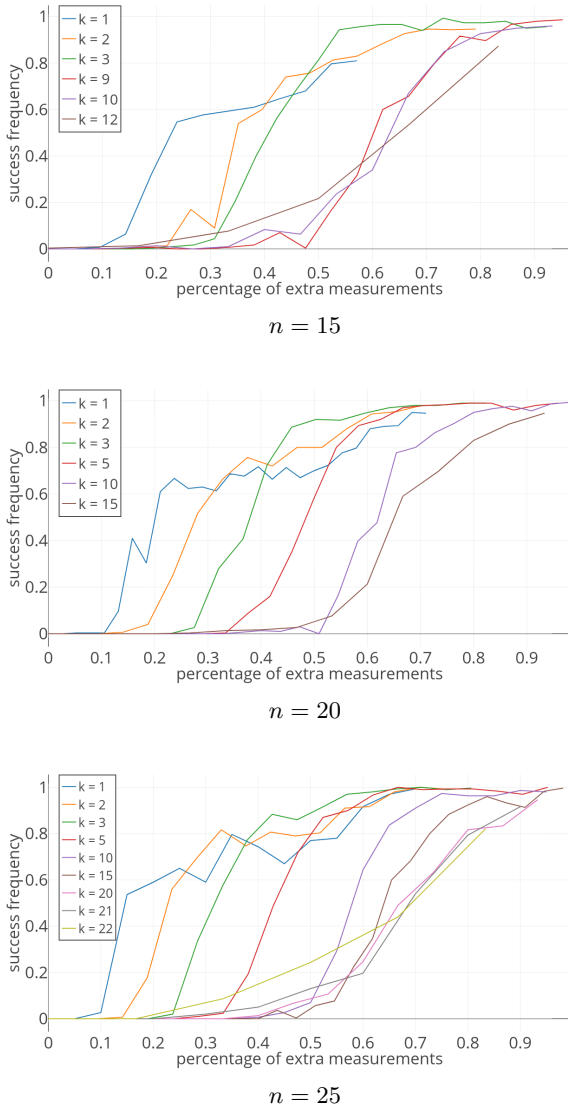 success frequency
1
0.8
0.6
0.4
0.2
0
k = 1
k = 2
k = 3
k = 9
k = 10
k = 12
0 0.1 0.2 0.3 0.4 0.5 0.6 0.7 0.8 0.9
percentage of extra measurements
n = 15
success frequency
1
0.8
0.6
0.4
0.2
0
k = 1
k = 2
k = 3
k = 5
k = 10
k = 15
0 0.1 0.2 0.3 0.4 0.5 0.6 0.7 0.8 0.9
percentage of extra measurements
n = 20
success frequency
1
0.8
0.6
0.4
0.2
0
k = 1
k = 2
k = 3
k = 5
k = 10
k = 15
k = 20
k = 21
k = 22
0 0.1 0.2 0.3 0.4 0.5 0.6 0.7 0.8 0.9
percentage of extra measurements
n = 25